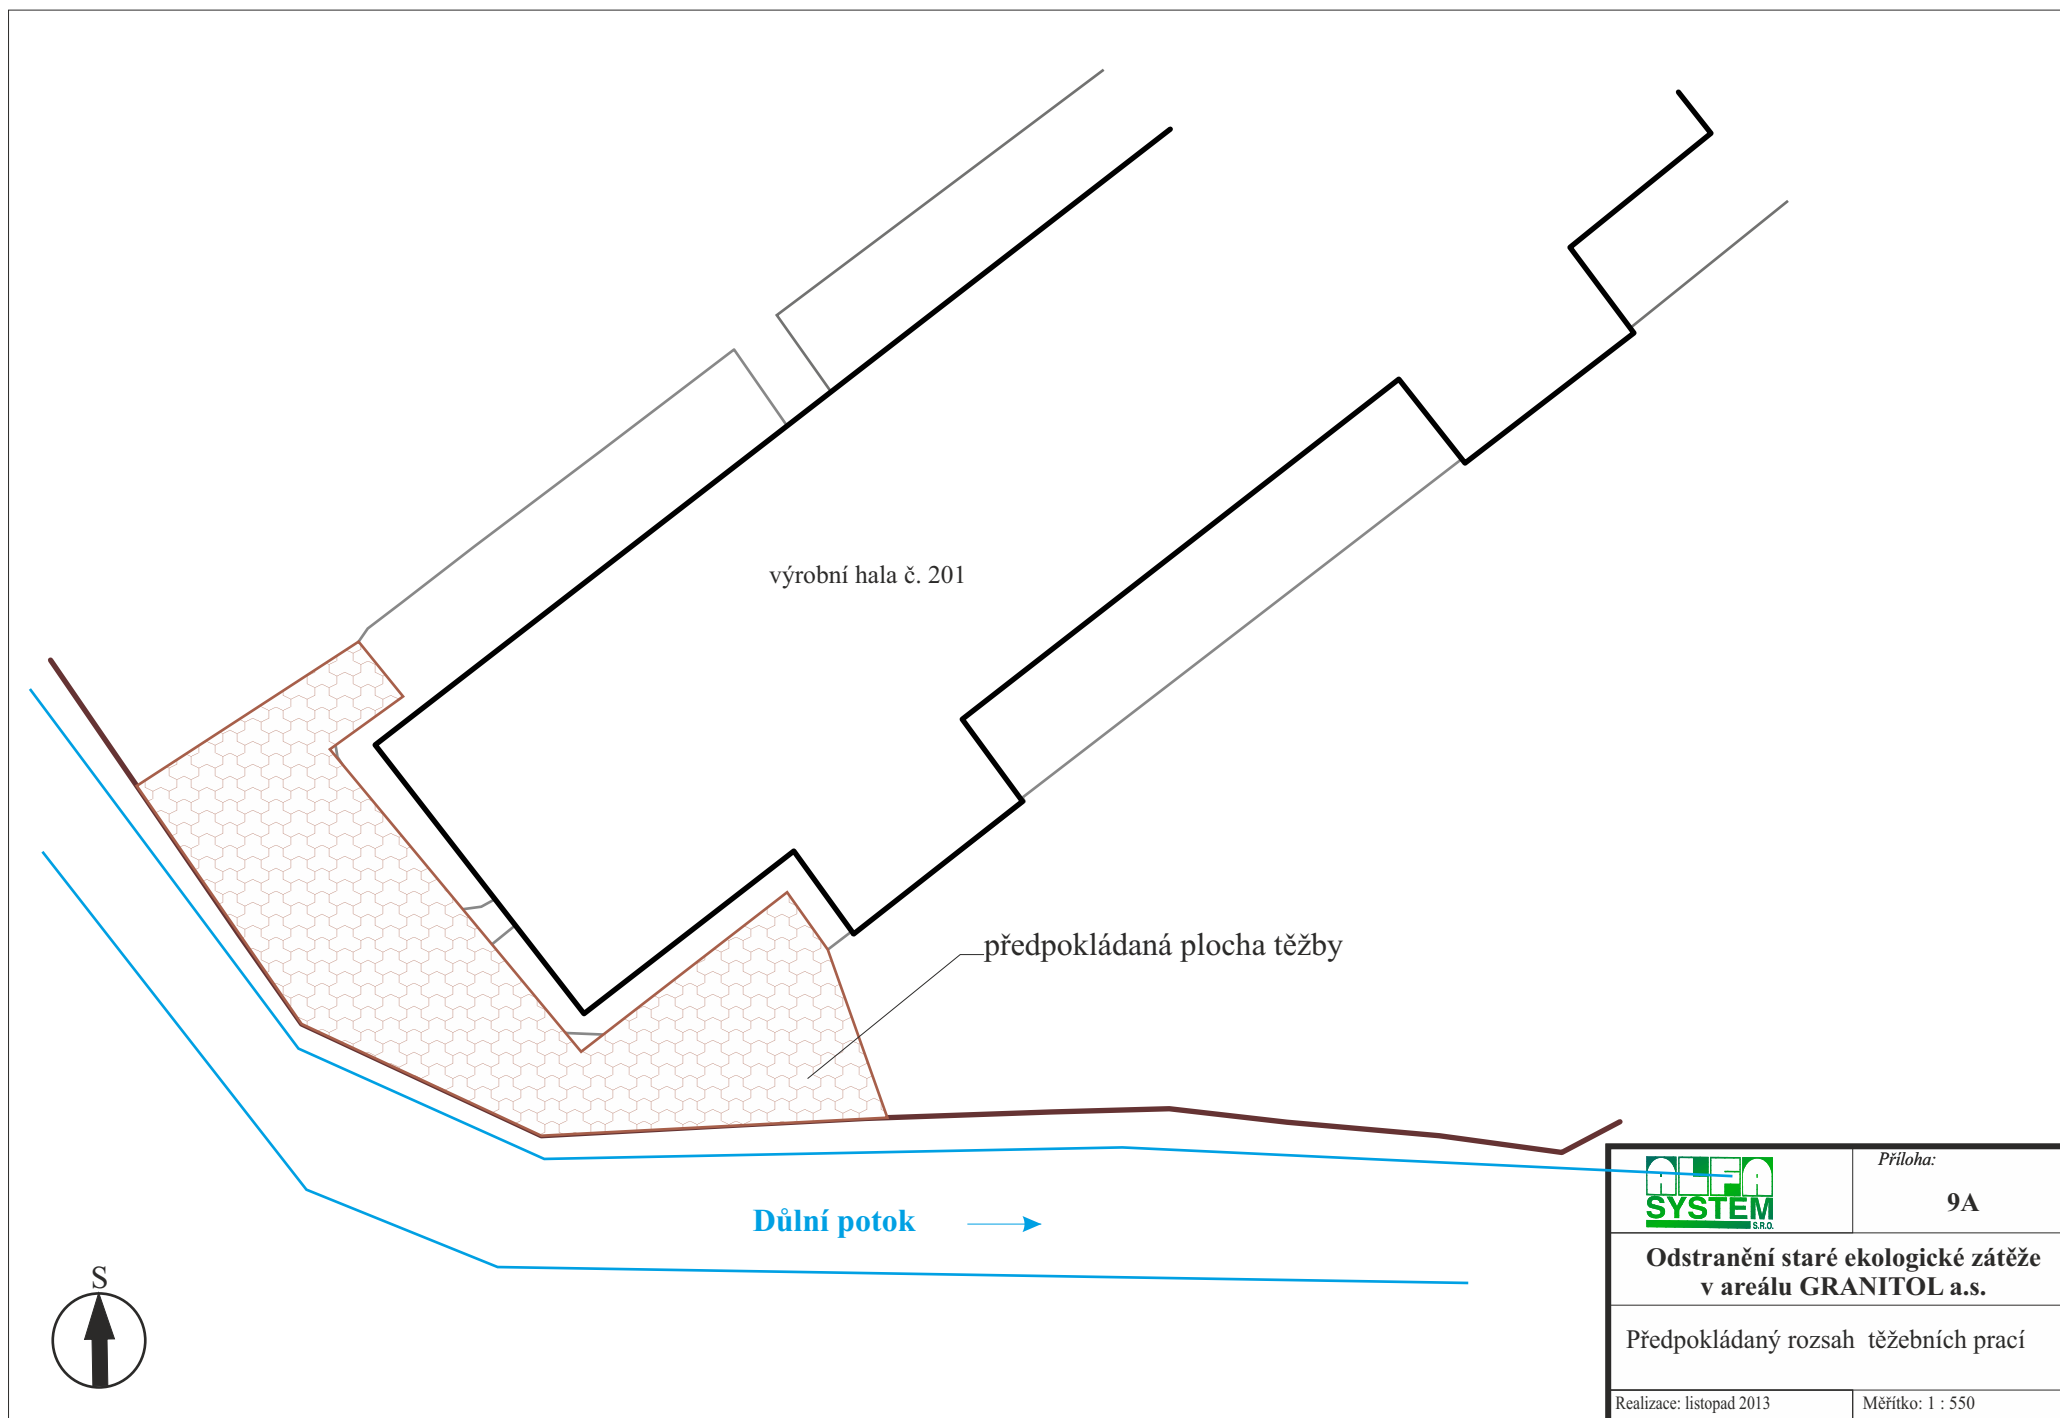 výrobní hala č. 201
předpokládaná plocha těžby
Důlní potok
S
ALFA
SYSTEM
S.R.O.
Příloha:
9A
Odstranění staré ekologické zátěže
v areálu GRANITOL a.s.
Předpokládaný rozsah těžebních prací
Realizace: listopad 2013
Měřítko: 1 : 550